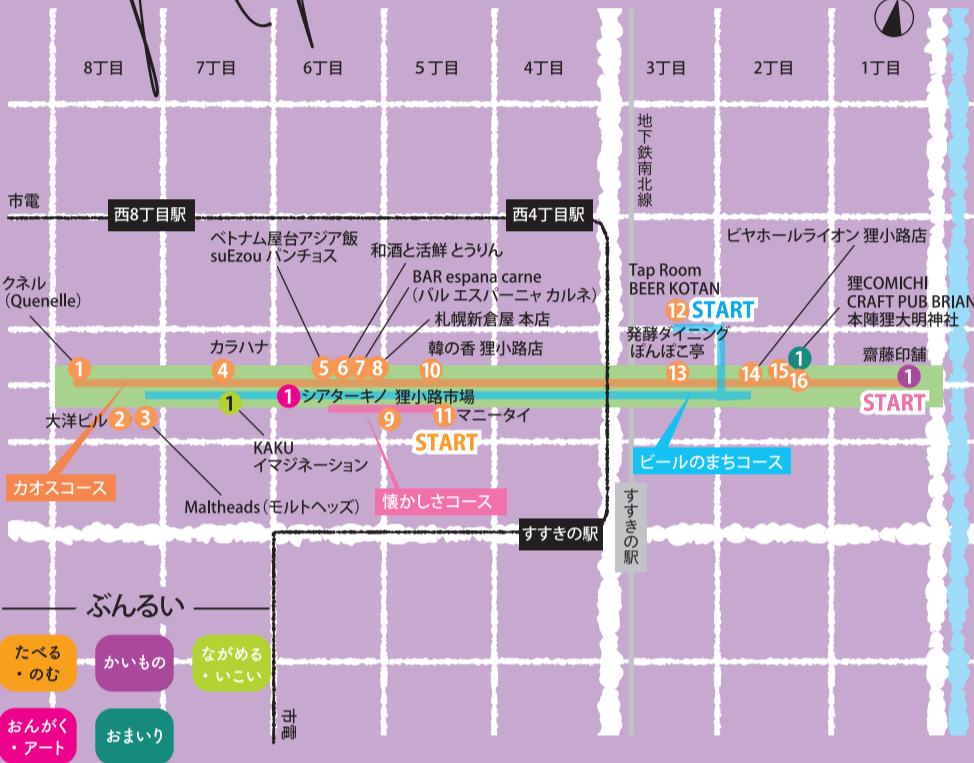 8丁目
7丁目
6丁目
5丁目
4丁目
3丁目
2丁目
1丁目
地下鉄南北線
市電
西8丁目駅
西4丁目駅
ベトナム屋台アジア飯
suEzou バンチョス
和酒と活鮮 とうりん
BAR espana carne
(バル エスパーニャ カルネ)
札幌新倉屋 本店
ビヤホールライオン 狸小路店
クネル
(Quenelle)
Tap Room
BEER KOTAN
12 START
狸COMICHI
CRAFT PUB BRIAN
本陣狸大明神社
カラハナ
韓の香 狸小路店
発酵ダイニング
ぽんぽこ亭
齋藤印舗
1
4
5
6
7
8
10
13
14
15
16
1
1
START
1
1
シアターキノ 狸小路市場
大洋ビル
2
3
9
11
マニータイ
START
KAKU
イマジネーション
ビールのまちコース
カオスコース
Maltheads(モルトヘッズ)
懐かしさコース
すすきの駅
すすきの駅
ぶんるい
たべる
・のむ
かいもの
ながめる
・いこい
おんがく
・アート
おまいり
市電